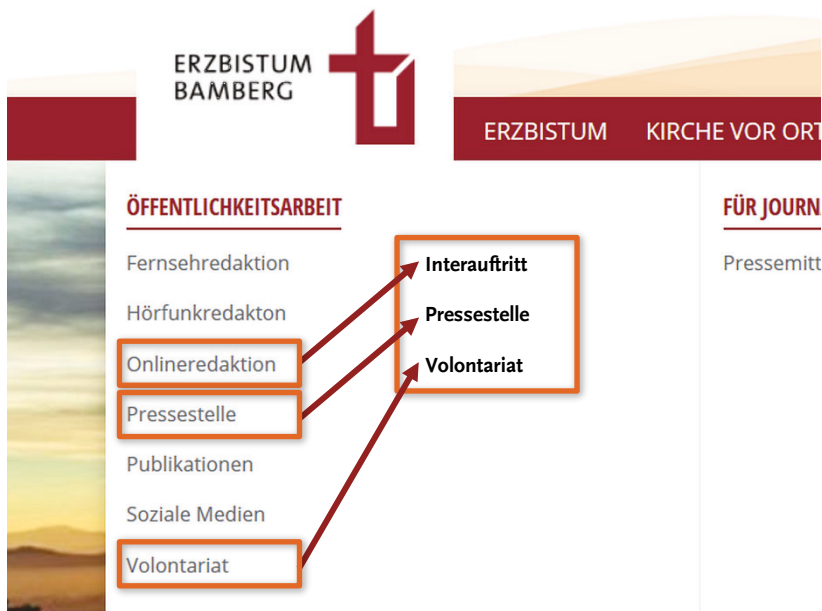 ERZBISTUM
BAMBERG
ERZBISTUM KIRCHE VOR ORT
ÖFFENTLICHKEITSARBEIT
FÜR JOURNA
Fernsehredaktion
Interauftritt
Pressemitt
Hörfunkredakton
Pressestelle
Onlineredaktion
Volontariat
Pressestelle
Publikationen
Soziale Medien
Volontariat